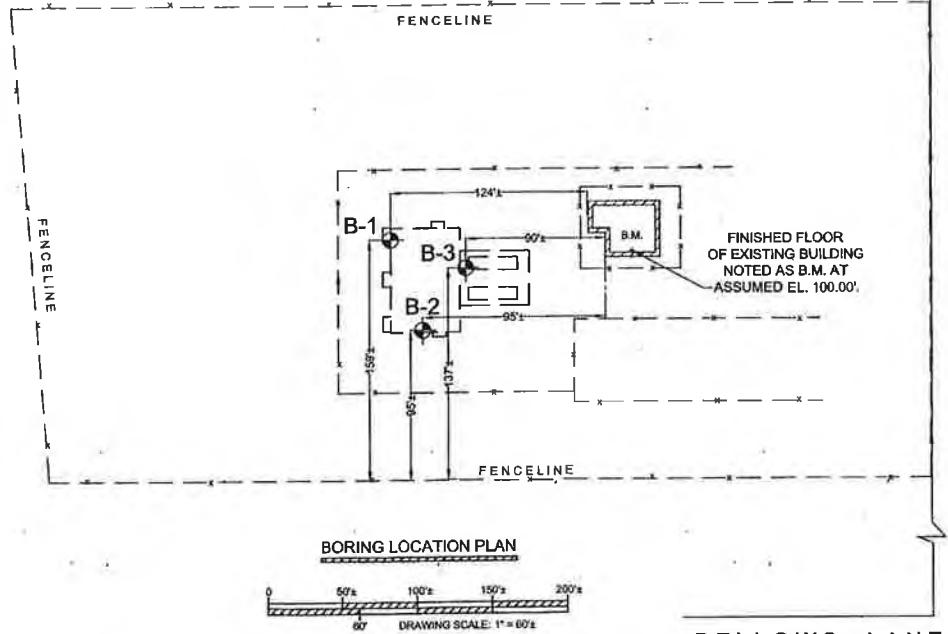 FENCELINE
124'±
B-1
B.M.
90'±
B-3
FINISHED FLOOR
OF EXISTING BUILDING
NOTED AS B.M. AT
ASSUMED EL. 100.00'.
FENCELINE
B-2
95'±
159'±
137'±
95'±
FENCELINE
BORING LOCATION PLAN
0 50'± 100'± 150'± 200'±
60'
DRAWING SCALE: 1" = 60'±